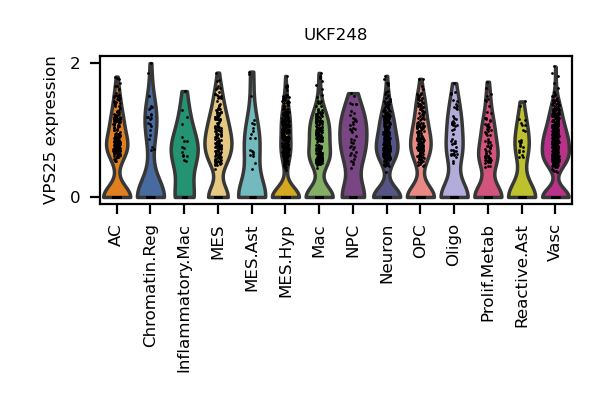 UKF248
VPS25 expression
2
0
AC
Chromatin.Reg
Inflammatory.Mac
MES
MES.Ast
MES.Hyp
Mac
NPC
Neuron
OPC
Oligo
Prolif.Metab
Reactive.Ast
Vasc